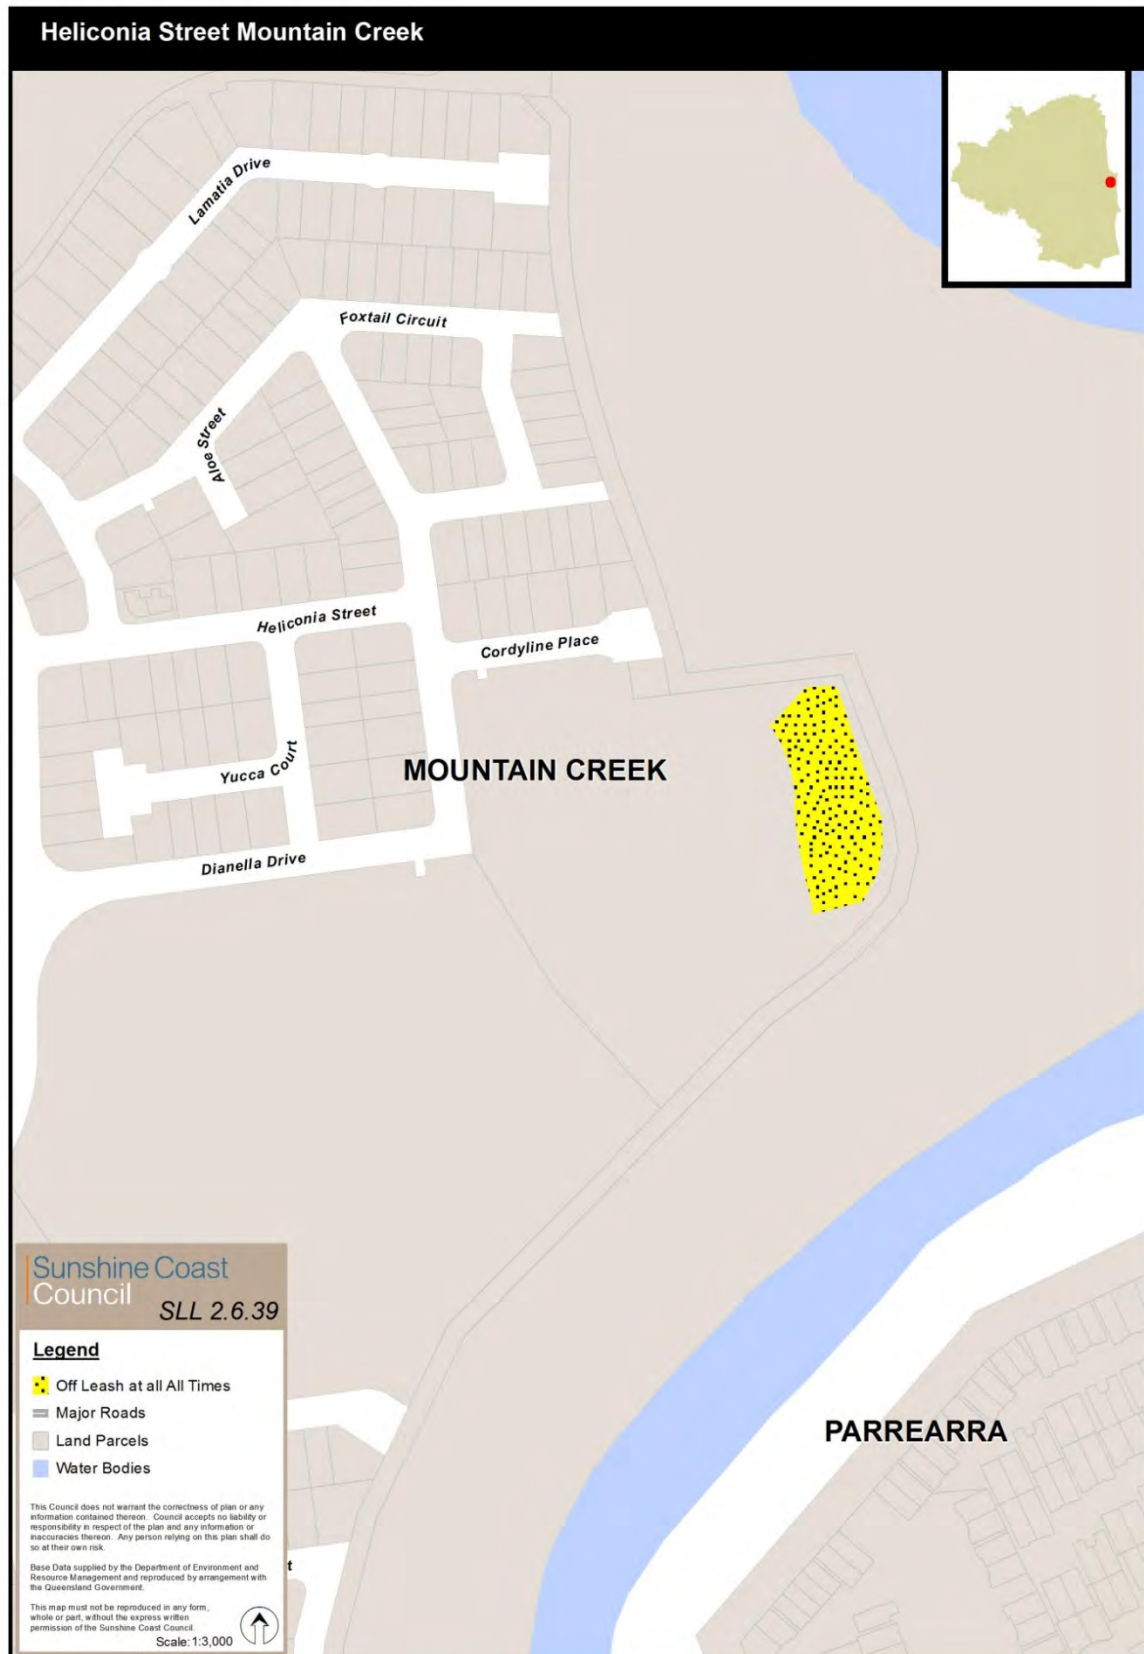 Heliconia Street Mountain Creek
Lamatia Drive
Foxtail Circuit
Aloe Street
Heliconia Street
Cordyline Place
MOUNTAIN CREEK
Yucca Court
Dianella Drive
Sunshine Coast
Council
SLL 2.6.39
Legend
Off Leash at all All Times
Major Roads
Land Parcels
Water Bodies
PARREARRA
This Council does not warrant the correctness of plan or any
information contained thereon. Council accepts no liability or
responsibility in respect of the plan and any information or
inaccuracies thereon. Any person relying on this plan shall do
so at their own risk.
Base Data supplied by the Department of Environment and
Resource Management and reproduced by arrangement with
the Queensland Government.
t
This map must not be reproduced in any form,
whole or part, without the express written
permission of the Sunshine Coast Council.
Scale: 1:3,000